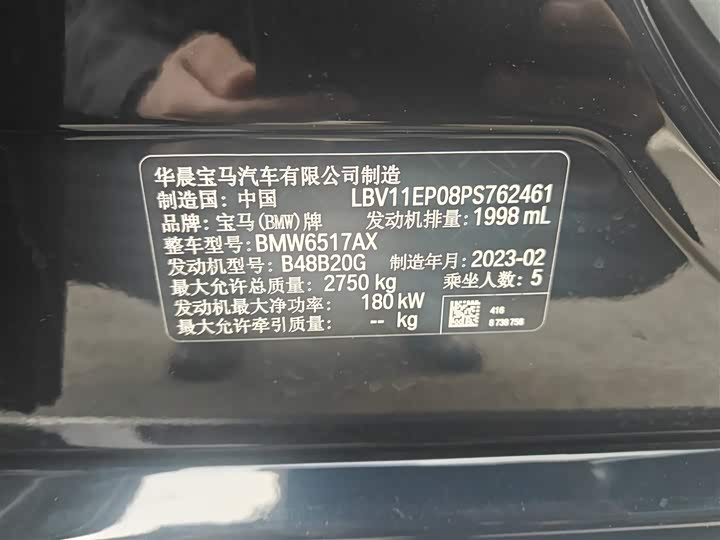 华晨宝马汽车有限公司制造
制造国: 中国 LBV11EP08PS762461
品牌: 宝马(BMW)牌 发动机排量: 1998 mL
整车型号: BMW6517AX
发动机型号: B48B20G 制造年月: 2023-02
最大允许总质量: 2750 kg 乘坐人数: 5
发动机最大净功率: 180 kW
最大允许牵引质量: -- kg
416
8738758